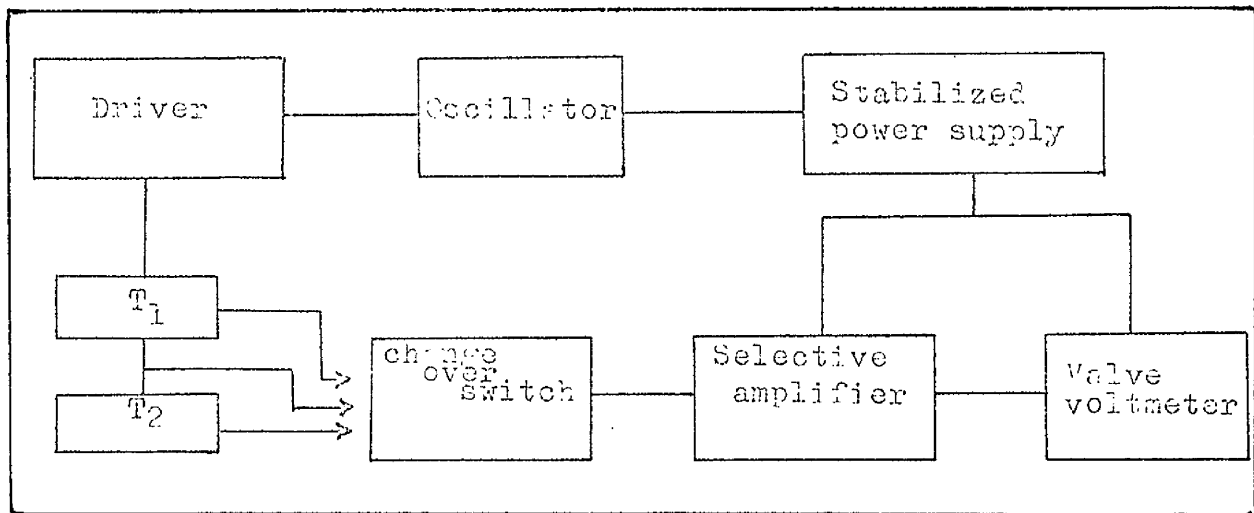 Driver
Oscillator
Stabilized
power supply
T1
T2
change
over
switch
Selective
amplifier
Valve
voltmeter